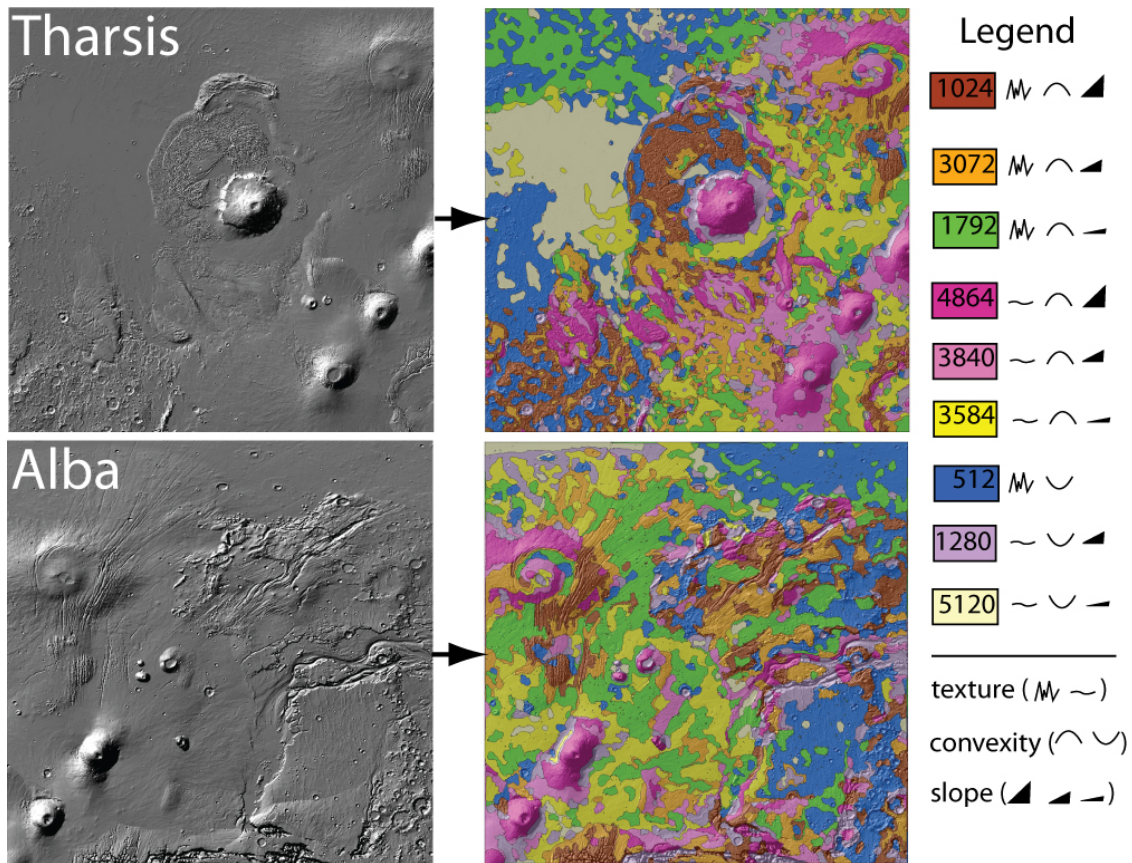 Tharsis
Alba
Legend
1024
3072
1792
4864
3840
3584
512
1280
5120
texture ( )
convexity ( )
slope ( )